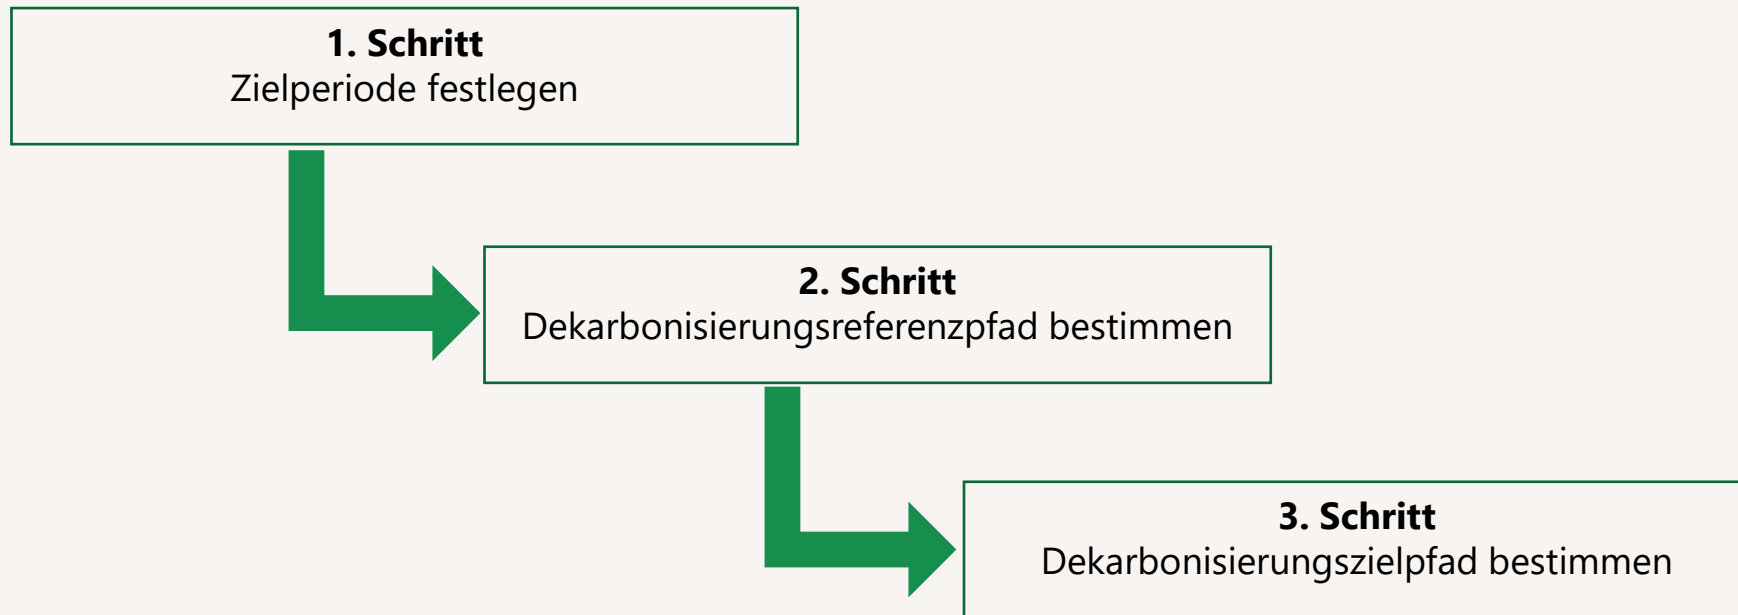 1. Schritt
Zielperiode festlegen
2. Schritt
Dekarbonisierungsreferenzpfad bestimmen
3. Schritt
Dekarbonisierungszielpfad bestimmen